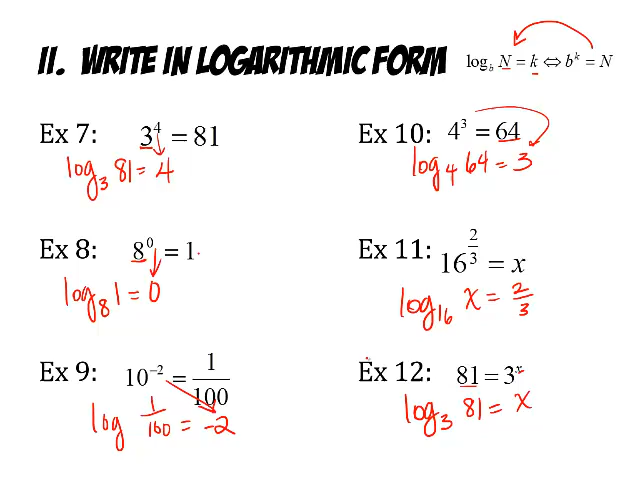 II. WRITE IN LOGARITHMIC FORM
log_b N = k ⇔ b^k = N
Ex 7: 3^4 = 81
log_3 81 = 4
Ex 8: 8^0 = 1
log_8 1 = 0
Ex 9: 10^{-2} = 1/100
log 1/100 = -2
Ex 10: 4^3 = 64
log_4 64 = 3
Ex 11: 16^{2/3} = x
log_16 x = 2/3
Ex 12: 81 = 3^x
log_3 81 = x